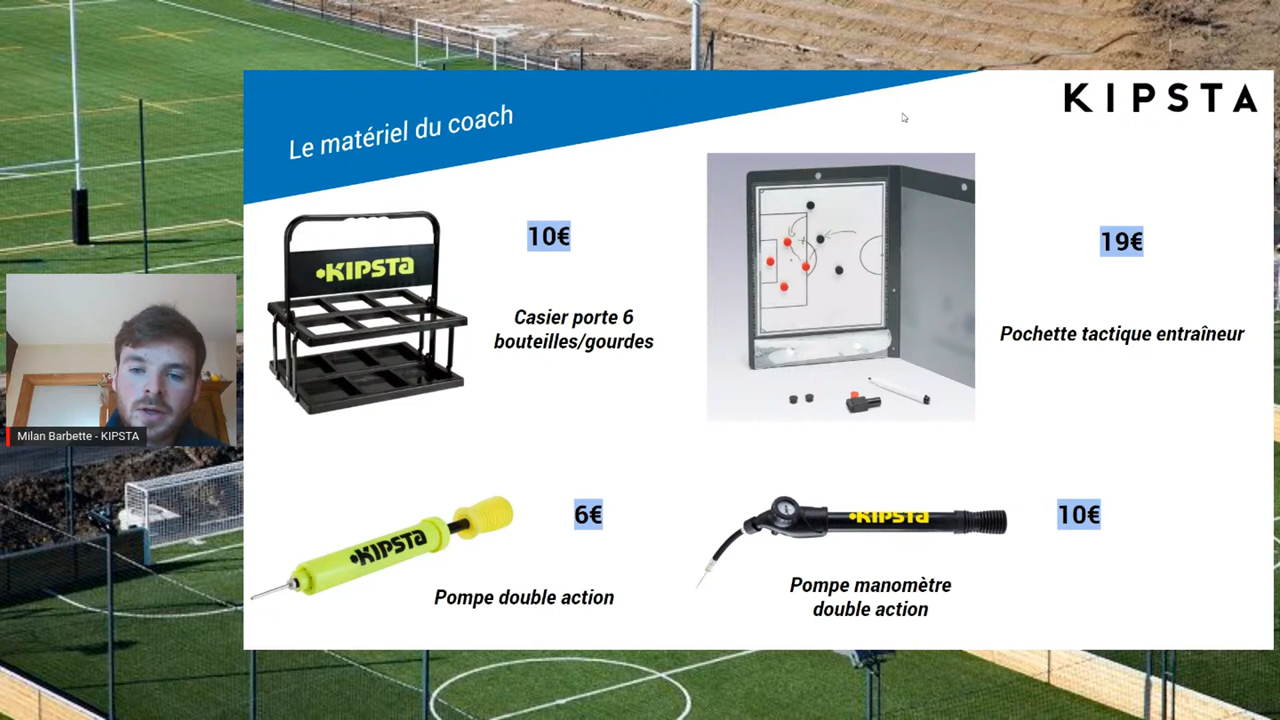 Le matériel du coach
KIPSTA
KIPSTA
10€
Casier porte 6
bouteilles/gourdes
19€
Pochette tactique entraîneur
Milan Barbette - KIPSTA
KIPSTA
6€
Pompe double action
KIPSTA
10€
Pompe manomètre
double action